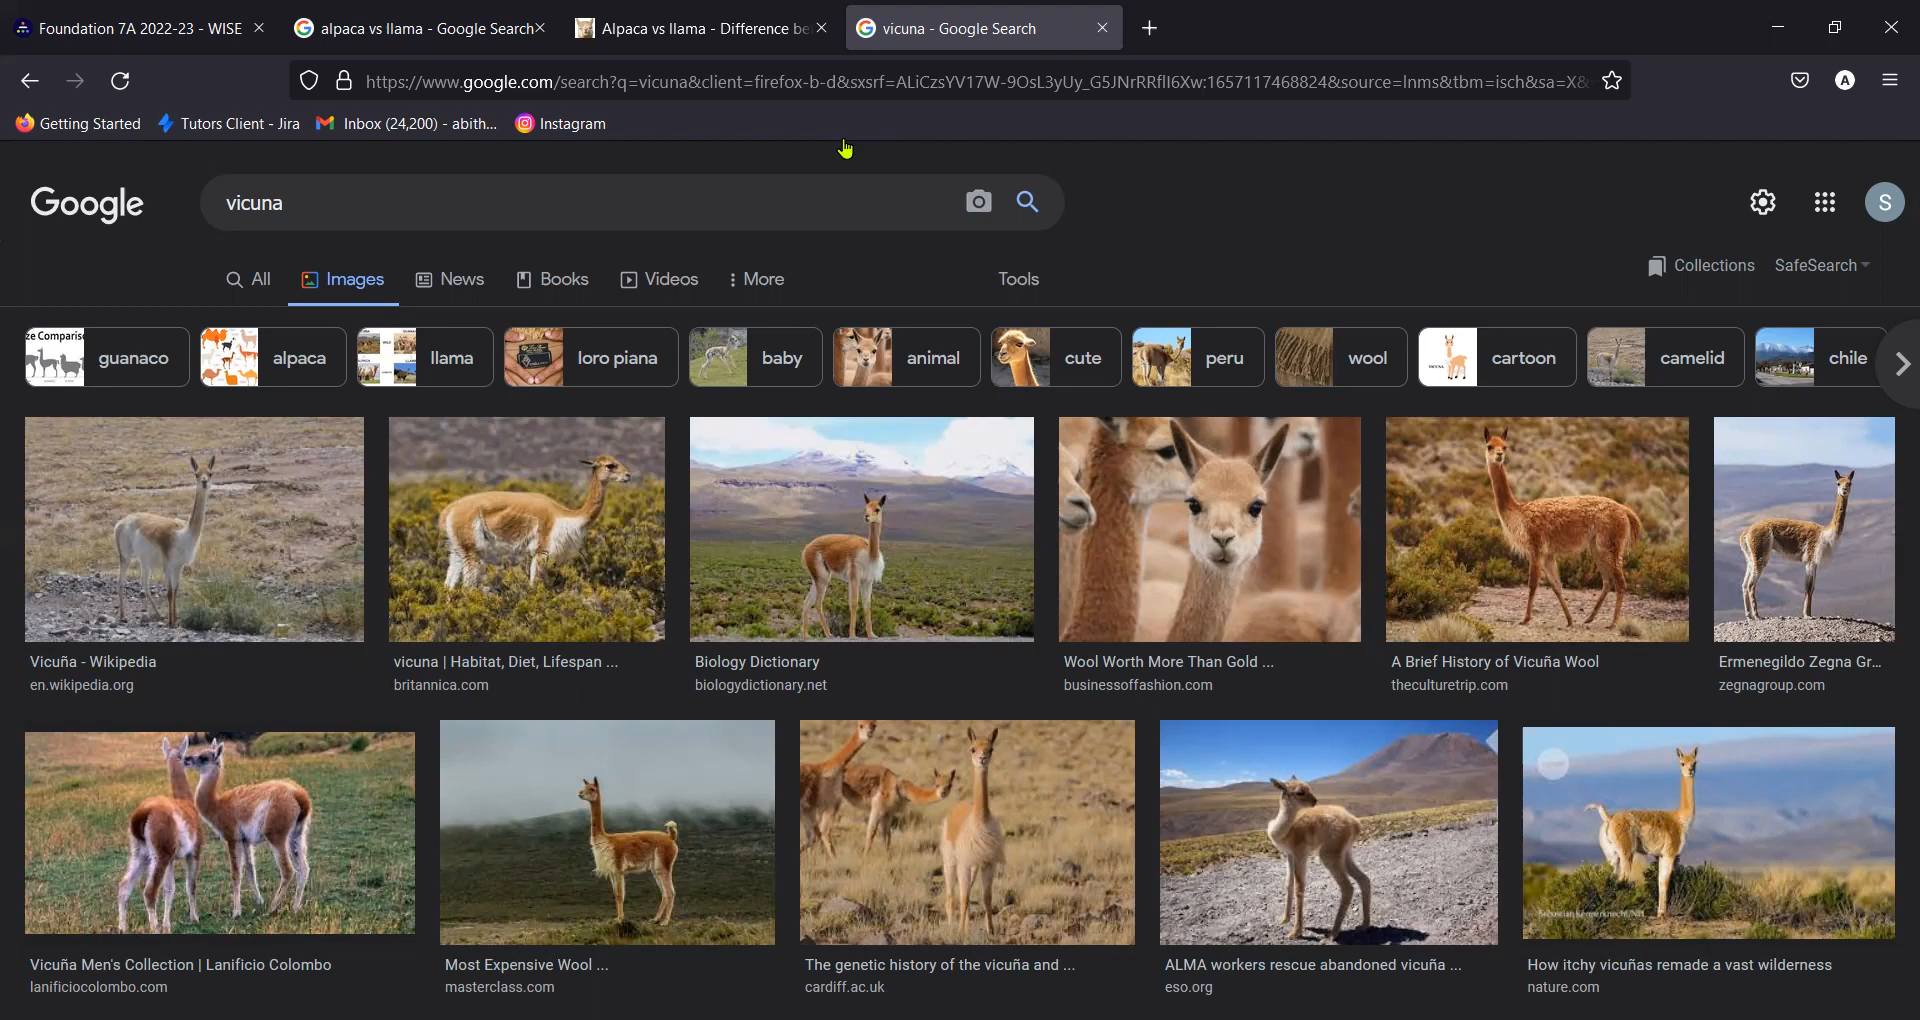 Foundation 7A 2022-23 - WISE
alpaca vs llama - Google Search
Alpaca vs llama - Difference be
vicuna - Google Search
https://www.google.com/search?q=vicuna&client=firefox-b-d&sxsrf=ALiCzsYV17W-9OsL3yUy_G5JNrRRflI6Xw:1657117468824&source=lnms&tbm=isch&sa=X&
A
Getting Started
Tutors Client - Jira
Inbox (24,200) - abith...
Instagram
Google
vicuna
S
All
Images
News
Books
Videos
More
Tools
Collections
SafeSearch
ze Comparis
guanaco
alpaca
llama
loro piana
baby
animal
cute
peru
wool
cartoon
camelid
chile
Vicuña - Wikipedia
en.wikipedia.org
vicuna | Habitat, Diet, Lifespan ...
britannica.com
Biology Dictionary
biologydictionary.net
Wool Worth More Than Gold ...
businessoffashion.com
A Brief History of Vicuña Wool
theculturetrip.com
Ermenegildo Zegna Gr...
zegnagroup.com
Vicuña Men's Collection | Lanificio Colombo
lanificiocolombo.com
Most Expensive Wool ...
masterclass.com
The genetic history of the vicuña and ...
cardiff.ac.uk
ALMA workers rescue abandoned vicuña ...
eso.org
How itchy vicuñas remade a vast wilderness
nature.com